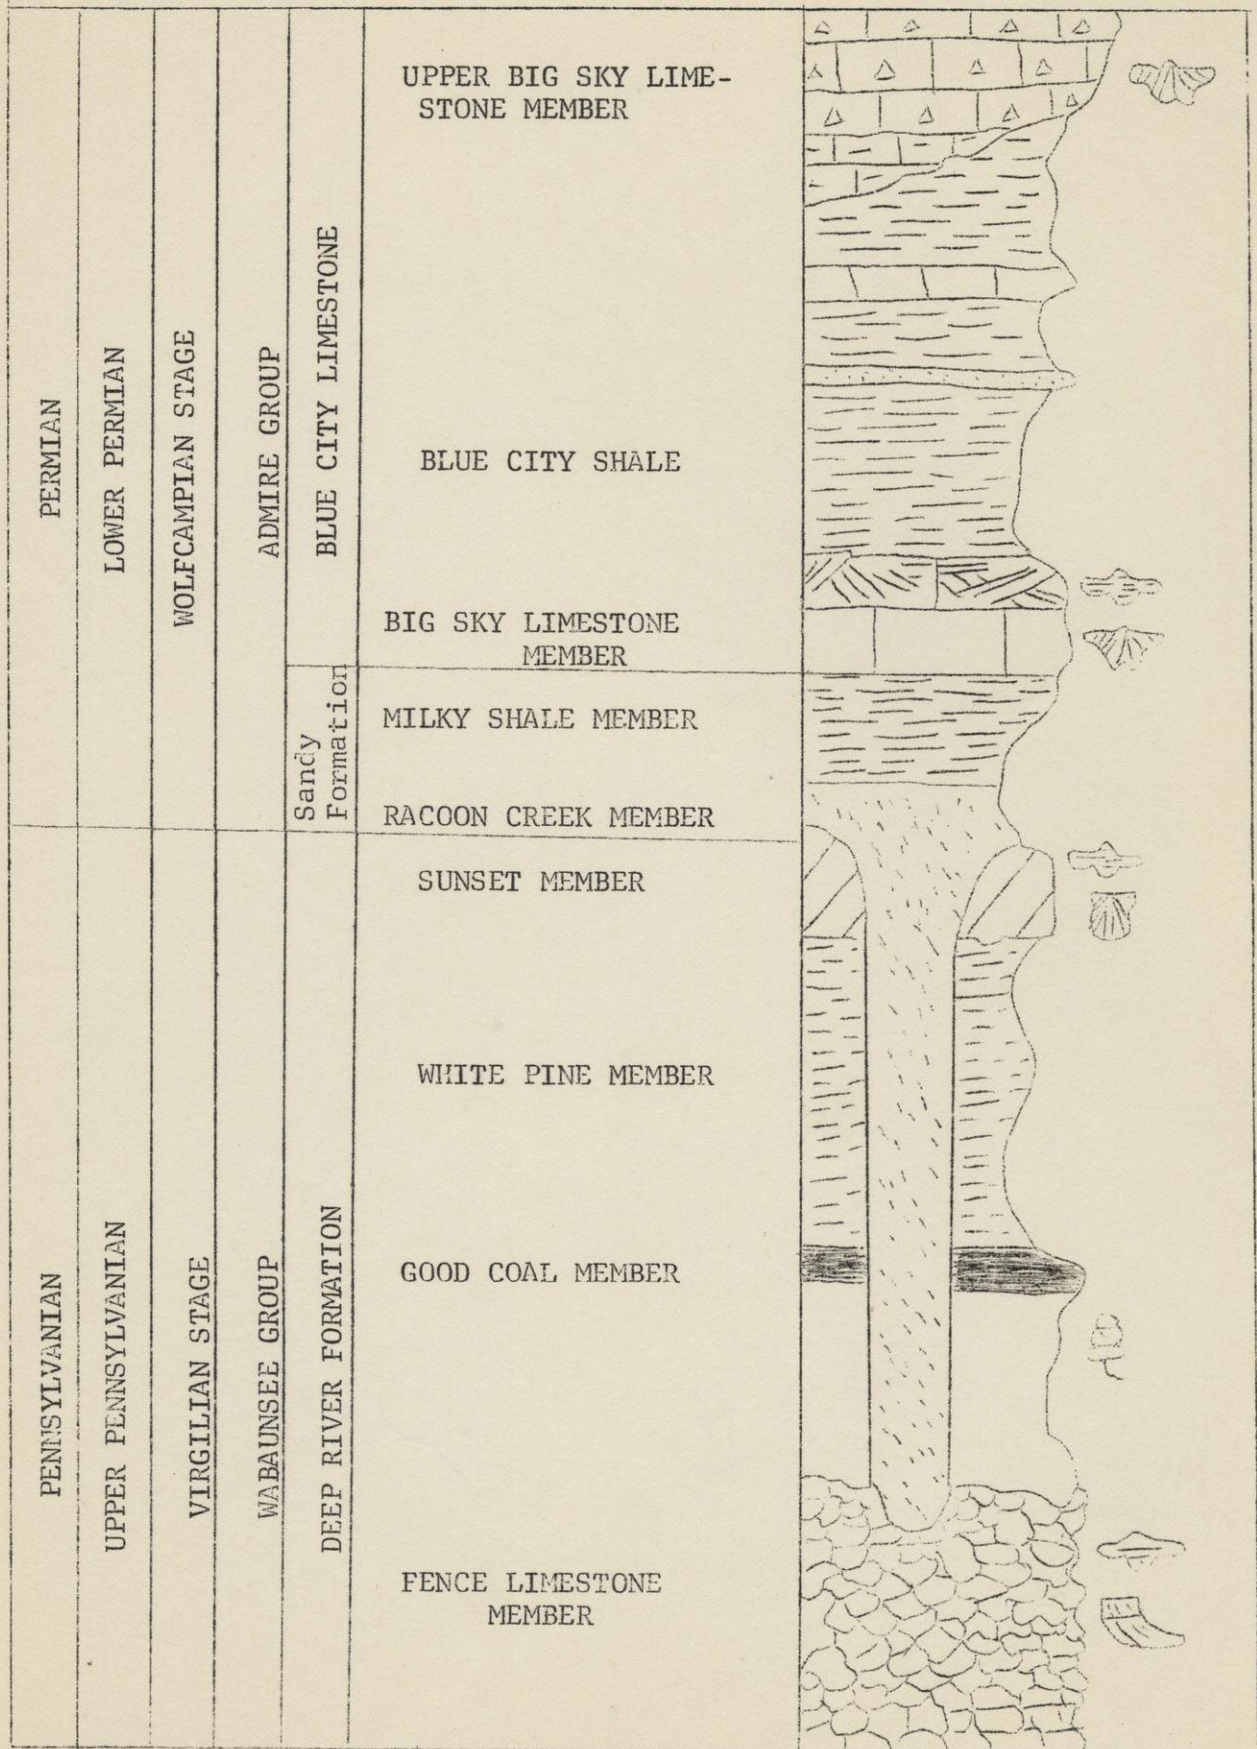 PERMIAN
LOWER PERMIAN
WOLFCAMPIAN STAGE
ADMIRE GROUP
BLUE CITY LIMESTONE
UPPER BIG SKY LIME-
STONE MEMBER
BLUE CITY SHALE
BIG SKY LIMESTONE
MEMBER
Sandy
Formation
MILKY SHALE MEMBER
RACOON CREEK MEMBER
PENNSYLVANIAN
UPPER PENNSYLVANIAN
VIRGILIAN STAGE
WABAUNSEE GROUP
DEEP RIVER FORMATION
SUNSET MEMBER
WHITE PINE MEMBER
GOOD COAL MEMBER
FENCE LIMESTONE
MEMBER